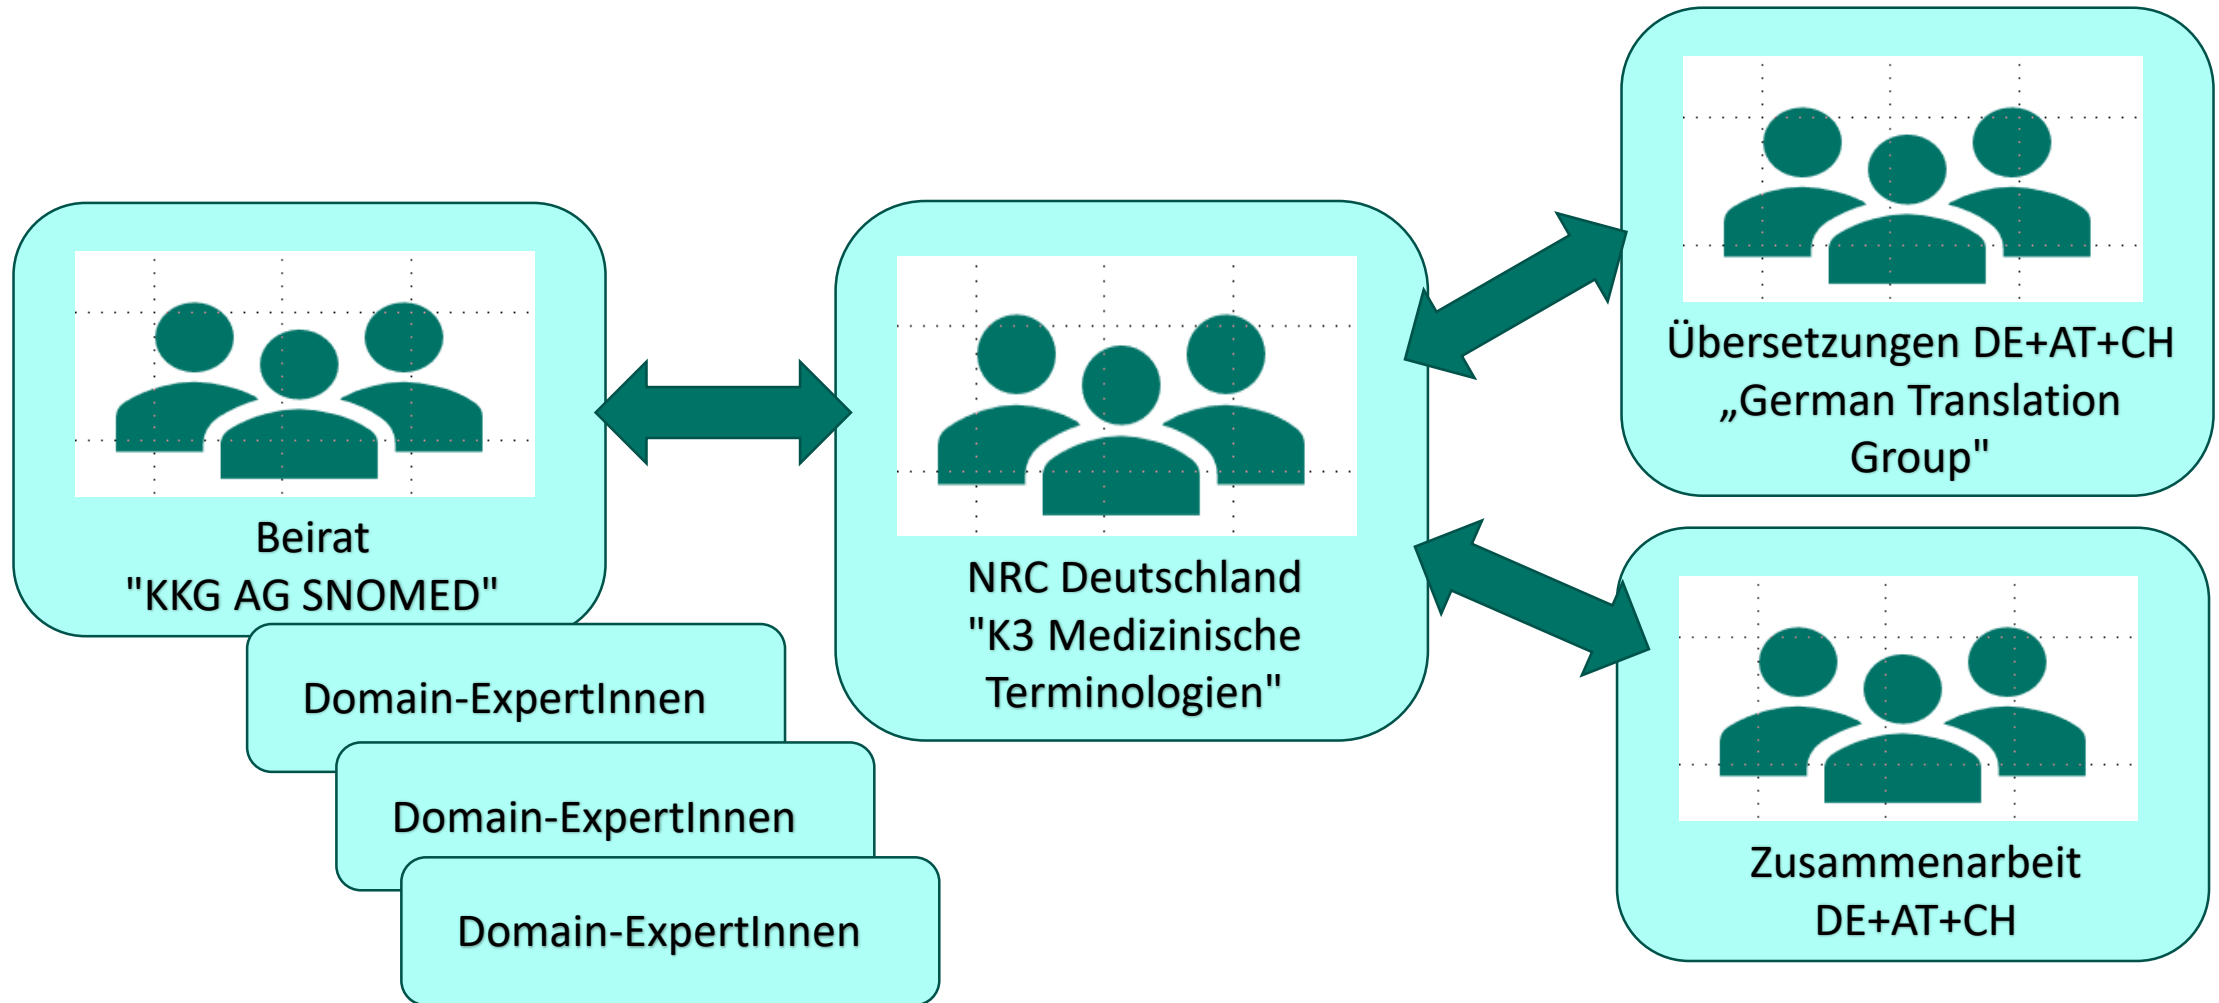 Beirat
"KKG AG SNOMED"
Domain-ExpertInnen
Domain-ExpertInnen
Domain-ExpertInnen
NRC Deutschland
"K3 Medizinische
Terminologien"
Übersetzungen DE+AT+CH
„German Translation
Group"
Zusammenarbeit
DE+AT+CH